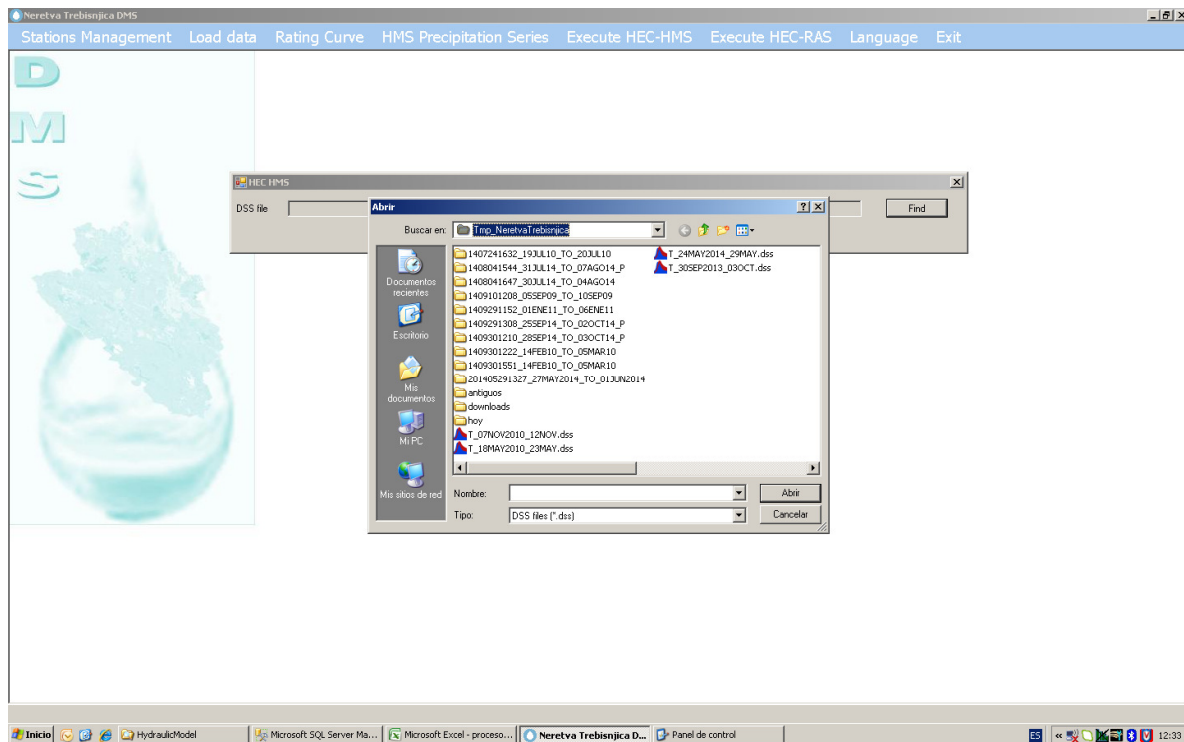 Neretva Trebisnjica DMS
Stations Management Load data Rating Curve HMS Precipitation Series Execute HEC-HMS Execute HEC-RAS Language Exit
D
M
S
HEC HMS
DSS file
Find
Abrir
Buscar en:
Tmp_NeretvaTrebisnjica
Documentos recientes
Escritorio
Mis documentos
Mi PC
Mis sitios de red
1407241632_19JUL10_TO_20JUL10
1408041544_31JUL14_TO_07AGO14_P
1408041647_30JUL14_TO_04AGO14
1409101208_05SEP09_TO_10SEP09
1409291152_01ENE11_TO_06ENE11
1409291308_25SEP14_TO_02OCT14_P
1409301210_28SEP14_TO_03OCT14_P
1409301222_14FEB10_TO_05MAR10
1409301551_14FEB10_TO_05MAR10
201405291327_27MAY2014_TO_01JUN2014
antiguos
downloads
hoy
T_07NOV2010_12NOV.dss
T_18MAY2010_23MAY.dss
T_24MAY2014_29MAY.dss
T_30SEP2013_03OCT.dss
Nombre:
Abrir
Tipo:
DSS files (*.dss)
Cancelar
Inicio
HydraulicModel
Microsoft SQL Server Ma...
Microsoft Excel - proceso...
Neretva Trebisnjica D...
Panel de control
ES
12:33